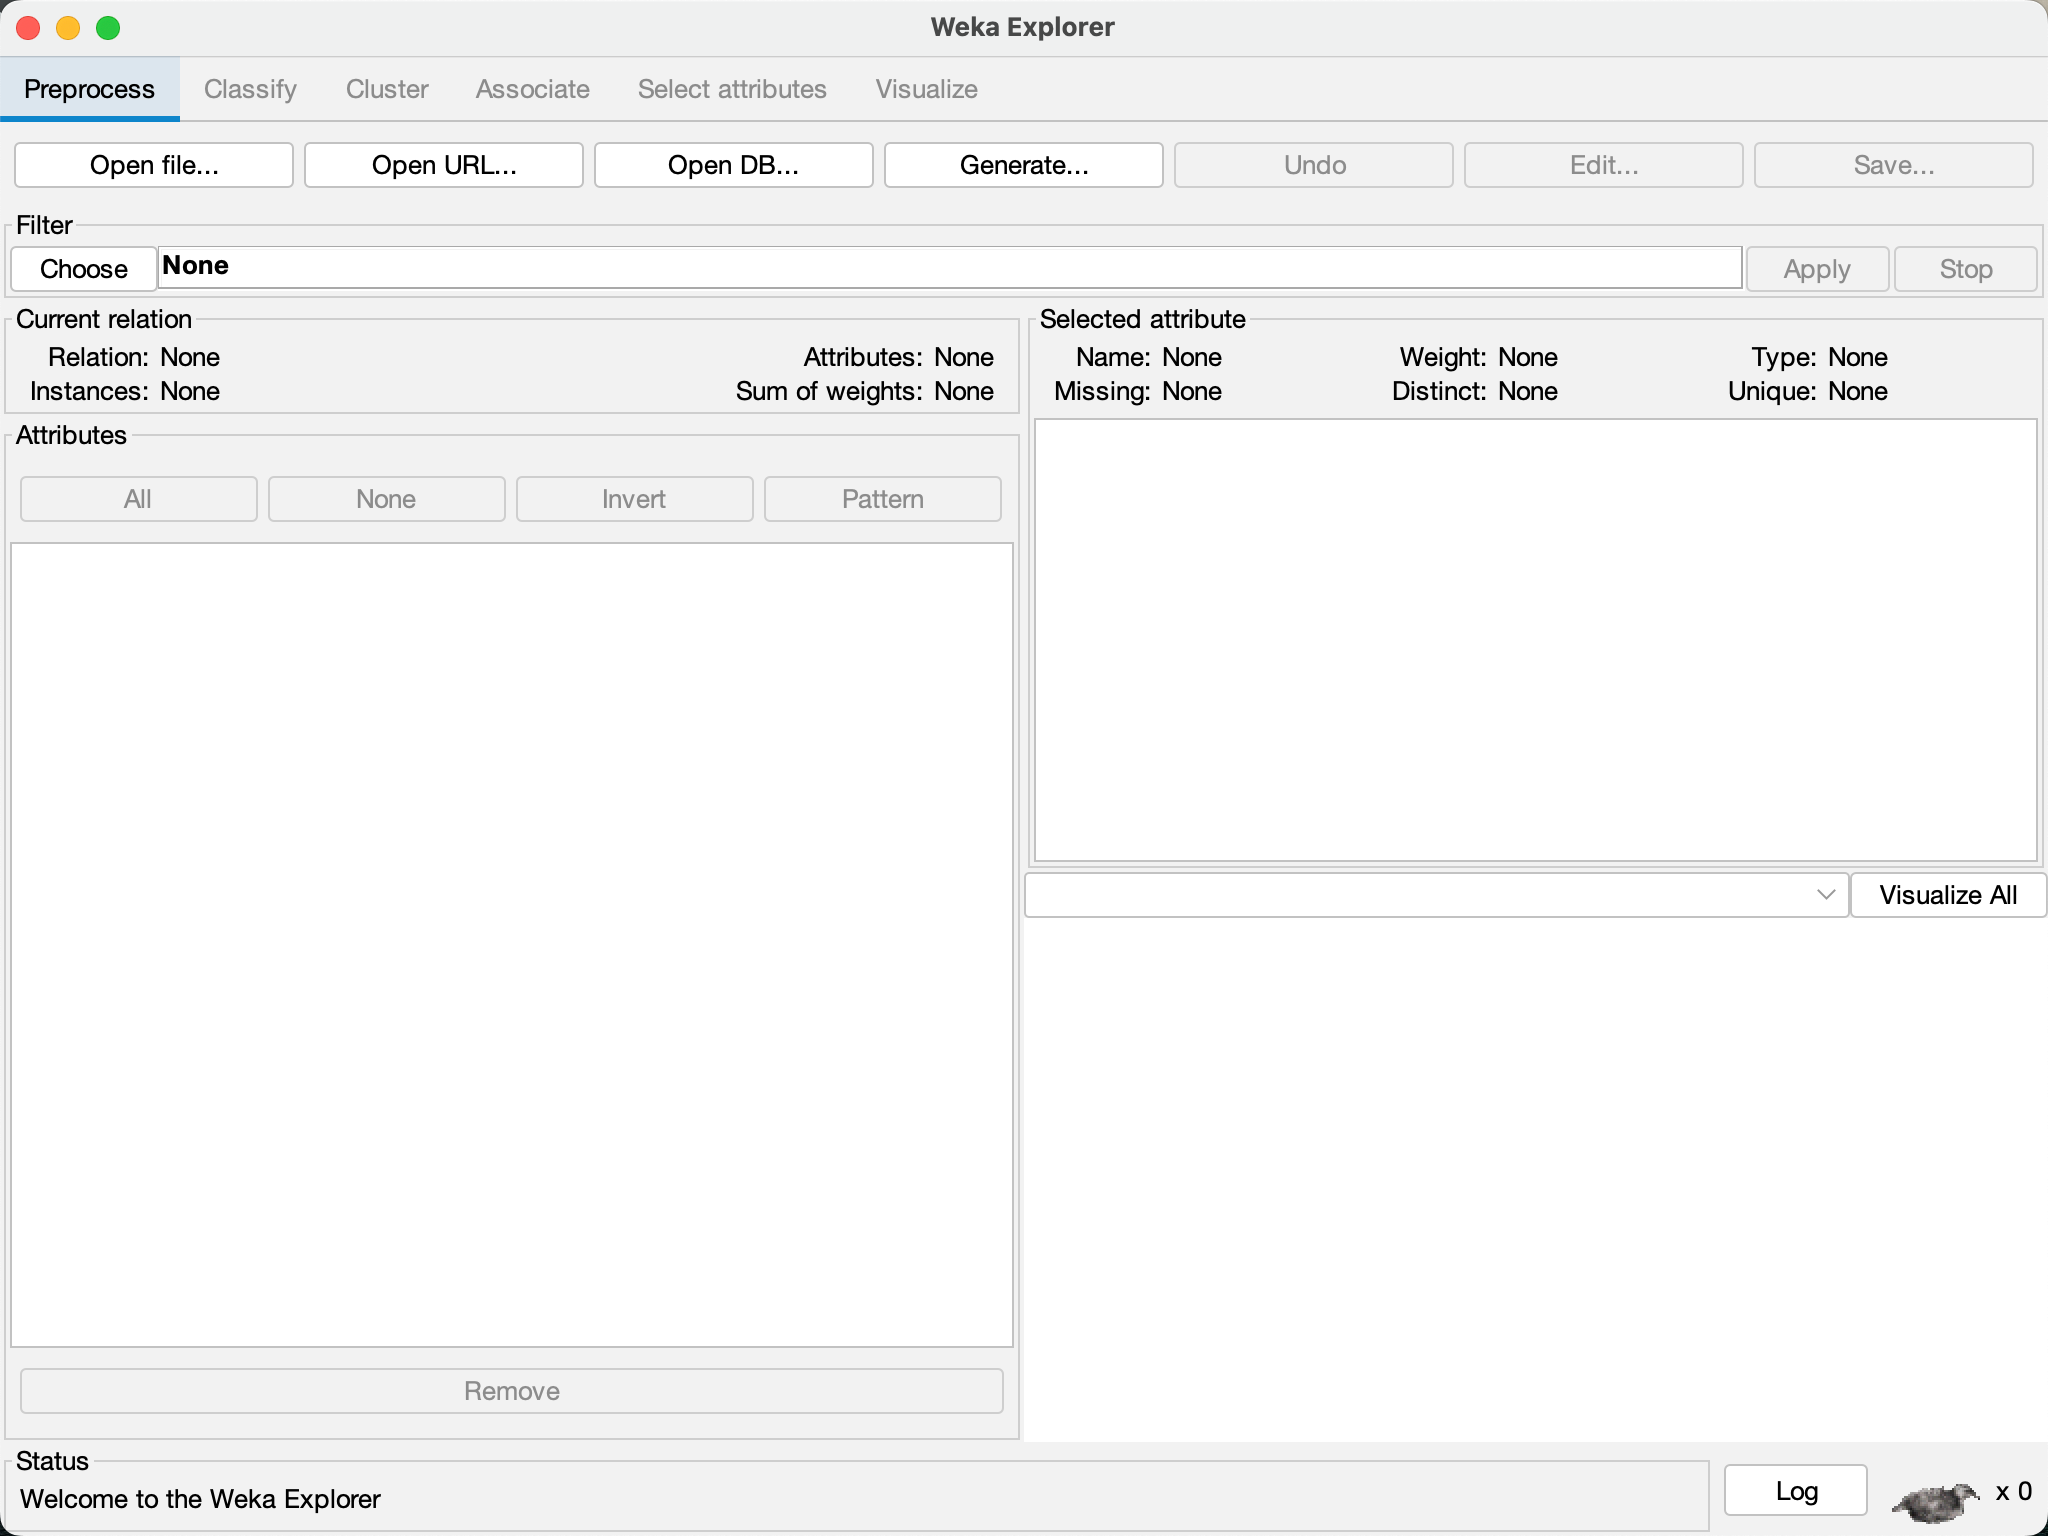 Weka Explorer
Preprocess Classify Cluster Associate Select attributes Visualize
Open file... Open URL... Open DB... Generate... Undo Edit... Save...
Filter
Choose None Apply Stop
Current relation
Relation: None Attributes: None
Instances: None Sum of weights: None
Selected attribute
Name: None Weight: None Type: None
Missing: None Distinct: None Unique: None
Attributes
All None Invert Pattern
Visualize All
Remove
Status
Welcome to the Weka Explorer
Log x 0